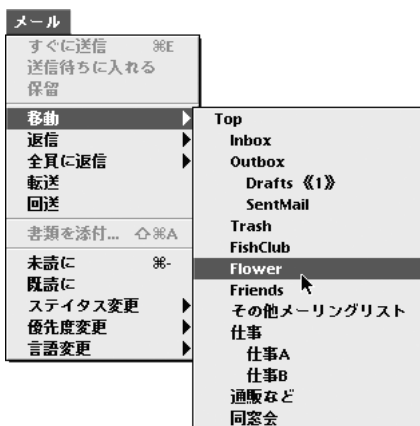 メール
すぐに送信 ⌘E
送信待ちに入れる
保留
移動
返信
全員に返信
転送
回送
書類を添付... ⇧⌘A
未読に ⌘-
既読に
ステイタス変更
優先度変更
言語変更
Top
Inbox
Outbox
Drafts 《1》
SentMail
Trash
FishClub
Flower
Friends
その他メーリングリスト
仕事
仕事A
仕事B
通販など
同窓会